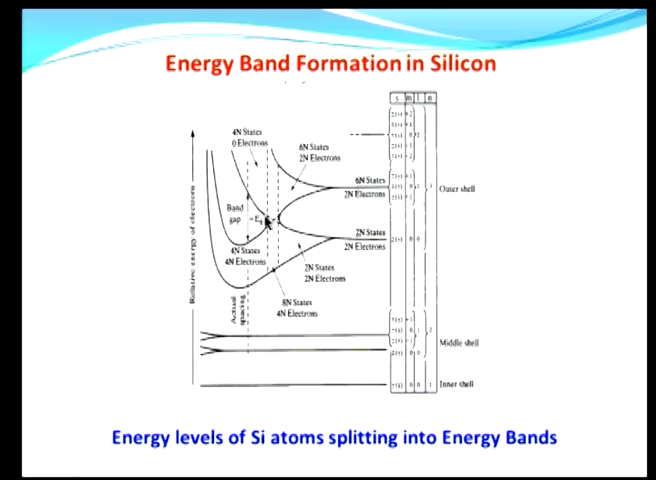 Energy Band Formation in Silicon
s m l n
4N States
0 Electrons
6N States
2N Electrons
6N States
2N Electrons
Outer shell
Band
gap
E
4N States
4N Electrons
2N States
2N Electrons
2N States
2N Electrons
8N States
4N Electrons
Actual
spacing
Relative energy of electrons
Middle shell
Inner shell
Energy levels of Si atoms splitting into Energy Bands